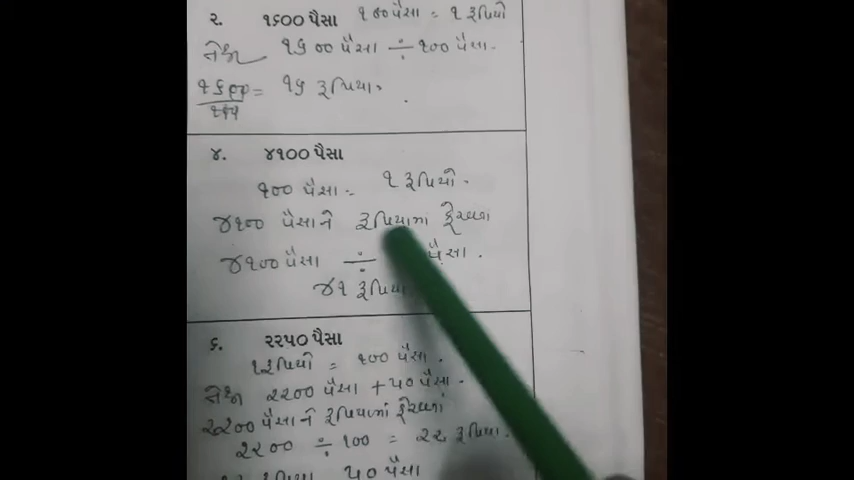 ૨. ૧૬૦૦ પૈસા ૧૦૦પૈસા = ૧ રૂપિયો
૧૬૦૦ પૈસા ÷ ૧૦૦ પૈસા.
= ૧૬ રૂપિયા.
૪. ૪૧૦૦ પૈસા
૧૦૦ પૈસા = ૧ રૂપિયો.
૪૧૦૦ પૈસાને રૂપિયામાં ફેરવતા
૪૧૦૦ પૈસા ÷ પૈસા.
૪૧ રૂપિયા
૬. ૨૨૫૦ પૈસા
૧ રૂપિયો = ૧૦૦ પૈસા.
૨૨૦૦ પૈસા + ૫૦ પૈસા.
૨૨૦૦ પૈસાને રૂપિયામાં ફેરવતાં
૨૨૦૦ ÷ ૧૦૦ = ૨૨ રૂપિયા.
રૂપિયા ૫૦ પૈસા